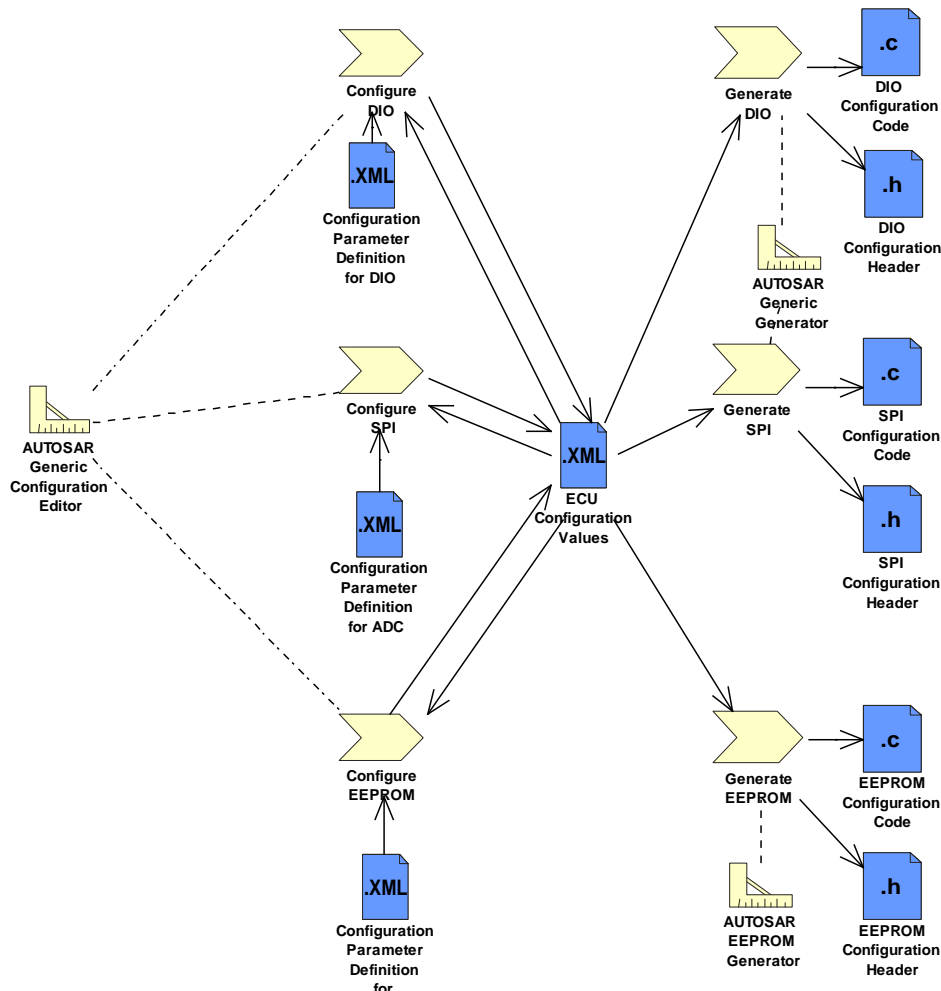 Configure
DIO
.XML
Configuration
Parameter
Definition
for DIO
Generate
DIO
.c
DIO
Configuration
Code
.h
DIO
Configuration
Header
AUTOSAR
Generic
Generator
AUTOSAR
Generic
Configuration
Editor
Configure
SPI
.XML
Configuration
Parameter
Definition
for ADC
.XML
ECU
Configuration
Values
Generate
SPI
.c
SPI
Configuration
Code
.h
SPI
Configuration
Header
Configure
EEPROM
.XML
Configuration
Parameter
Definition
for
Generate
EEPROM
.c
EEPROM
Configuration
Code
AUTOSAR
EEPROM
Generator
.h
EEPROM
Configuration
Header